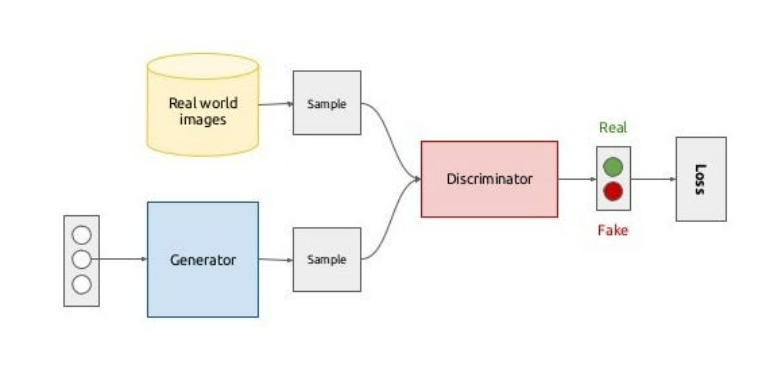 Real world
images
Sample
Discriminator
Real
Fake
Loss
Generator
Sample